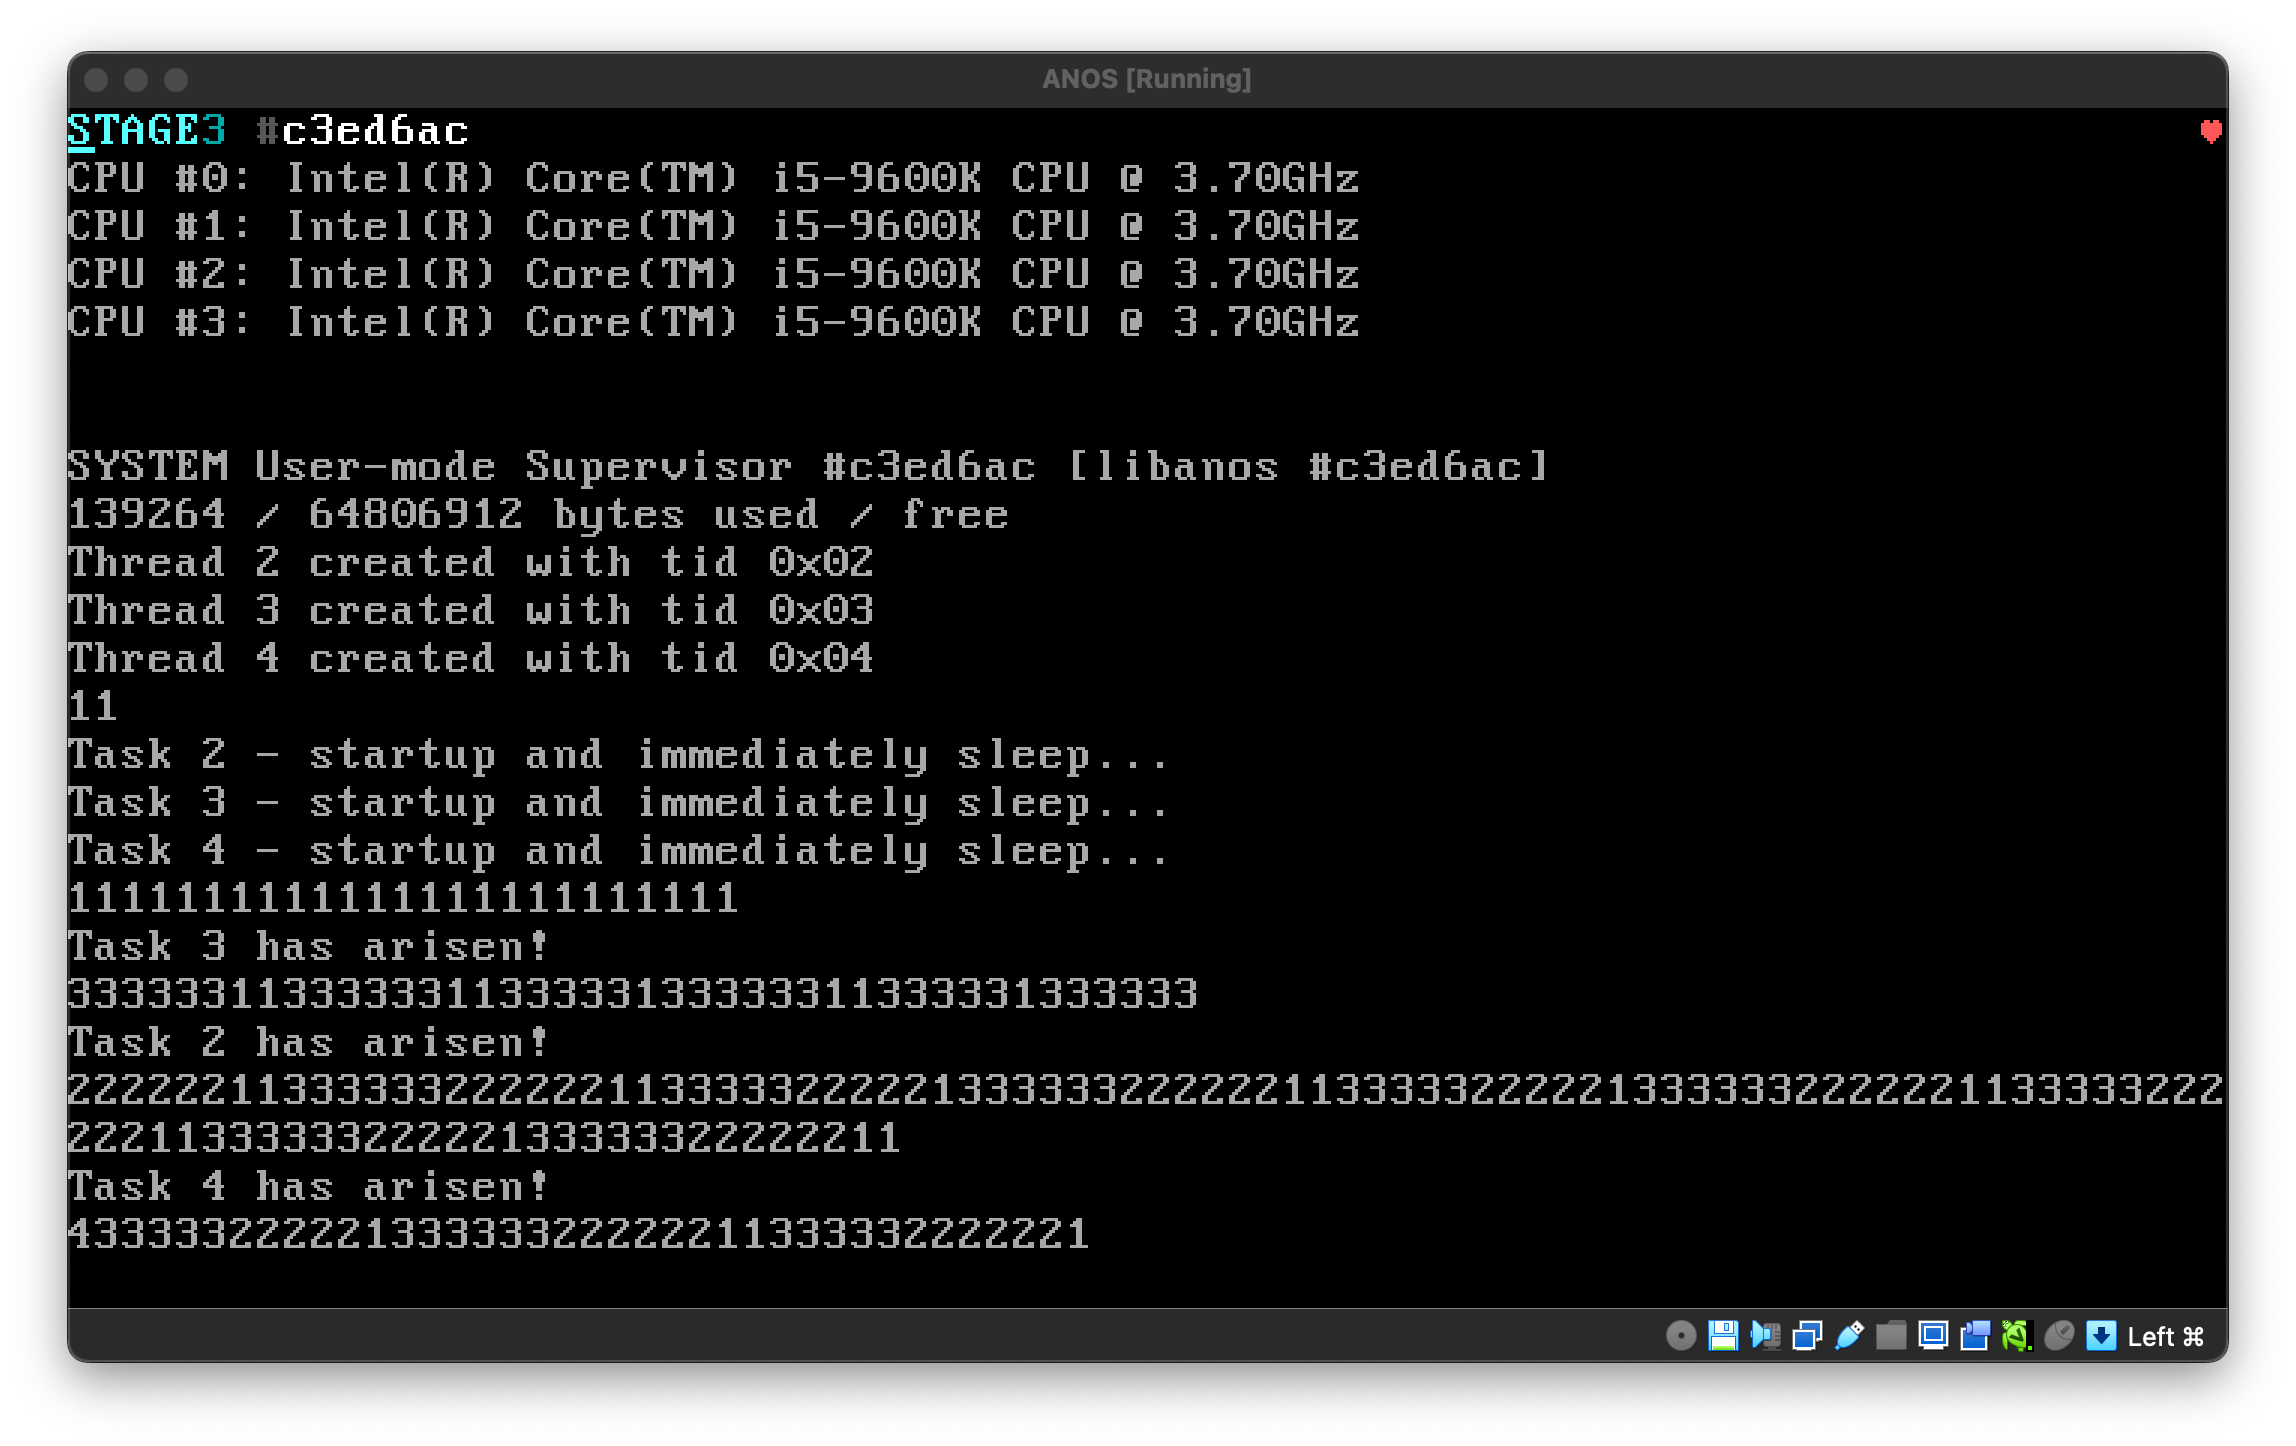 ANOS [Running]
STAGE3 #c3ed6ac ♥
CPU #0: Intel(R) Core(TM) i5-9600K CPU @ 3.70GHz
CPU #1: Intel(R) Core(TM) i5-9600K CPU @ 3.70GHz
CPU #2: Intel(R) Core(TM) i5-9600K CPU @ 3.70GHz
CPU #3: Intel(R) Core(TM) i5-9600K CPU @ 3.70GHz
SYSTEM User-mode Supervisor #c3ed6ac [libanos #c3ed6ac]
139264 / 64806912 bytes used / free
Thread 2 created with tid 0x02
Thread 3 created with tid 0x03
Thread 4 created with tid 0x04
11
Task 2 - startup and immediately sleep...
Task 3 - startup and immediately sleep...
Task 4 - startup and immediately sleep...
1111111111111111111111111
Task 3 has arisen!
333333113333331133333133333311333331333333
Task 2 has arisen!
22222211333333222222113333322222133333322222211333332222213333332222221133333222
2221133333322222133333322222211
Task 4 has arisen!
43333322222133333322222211333332222221
Left ⌘